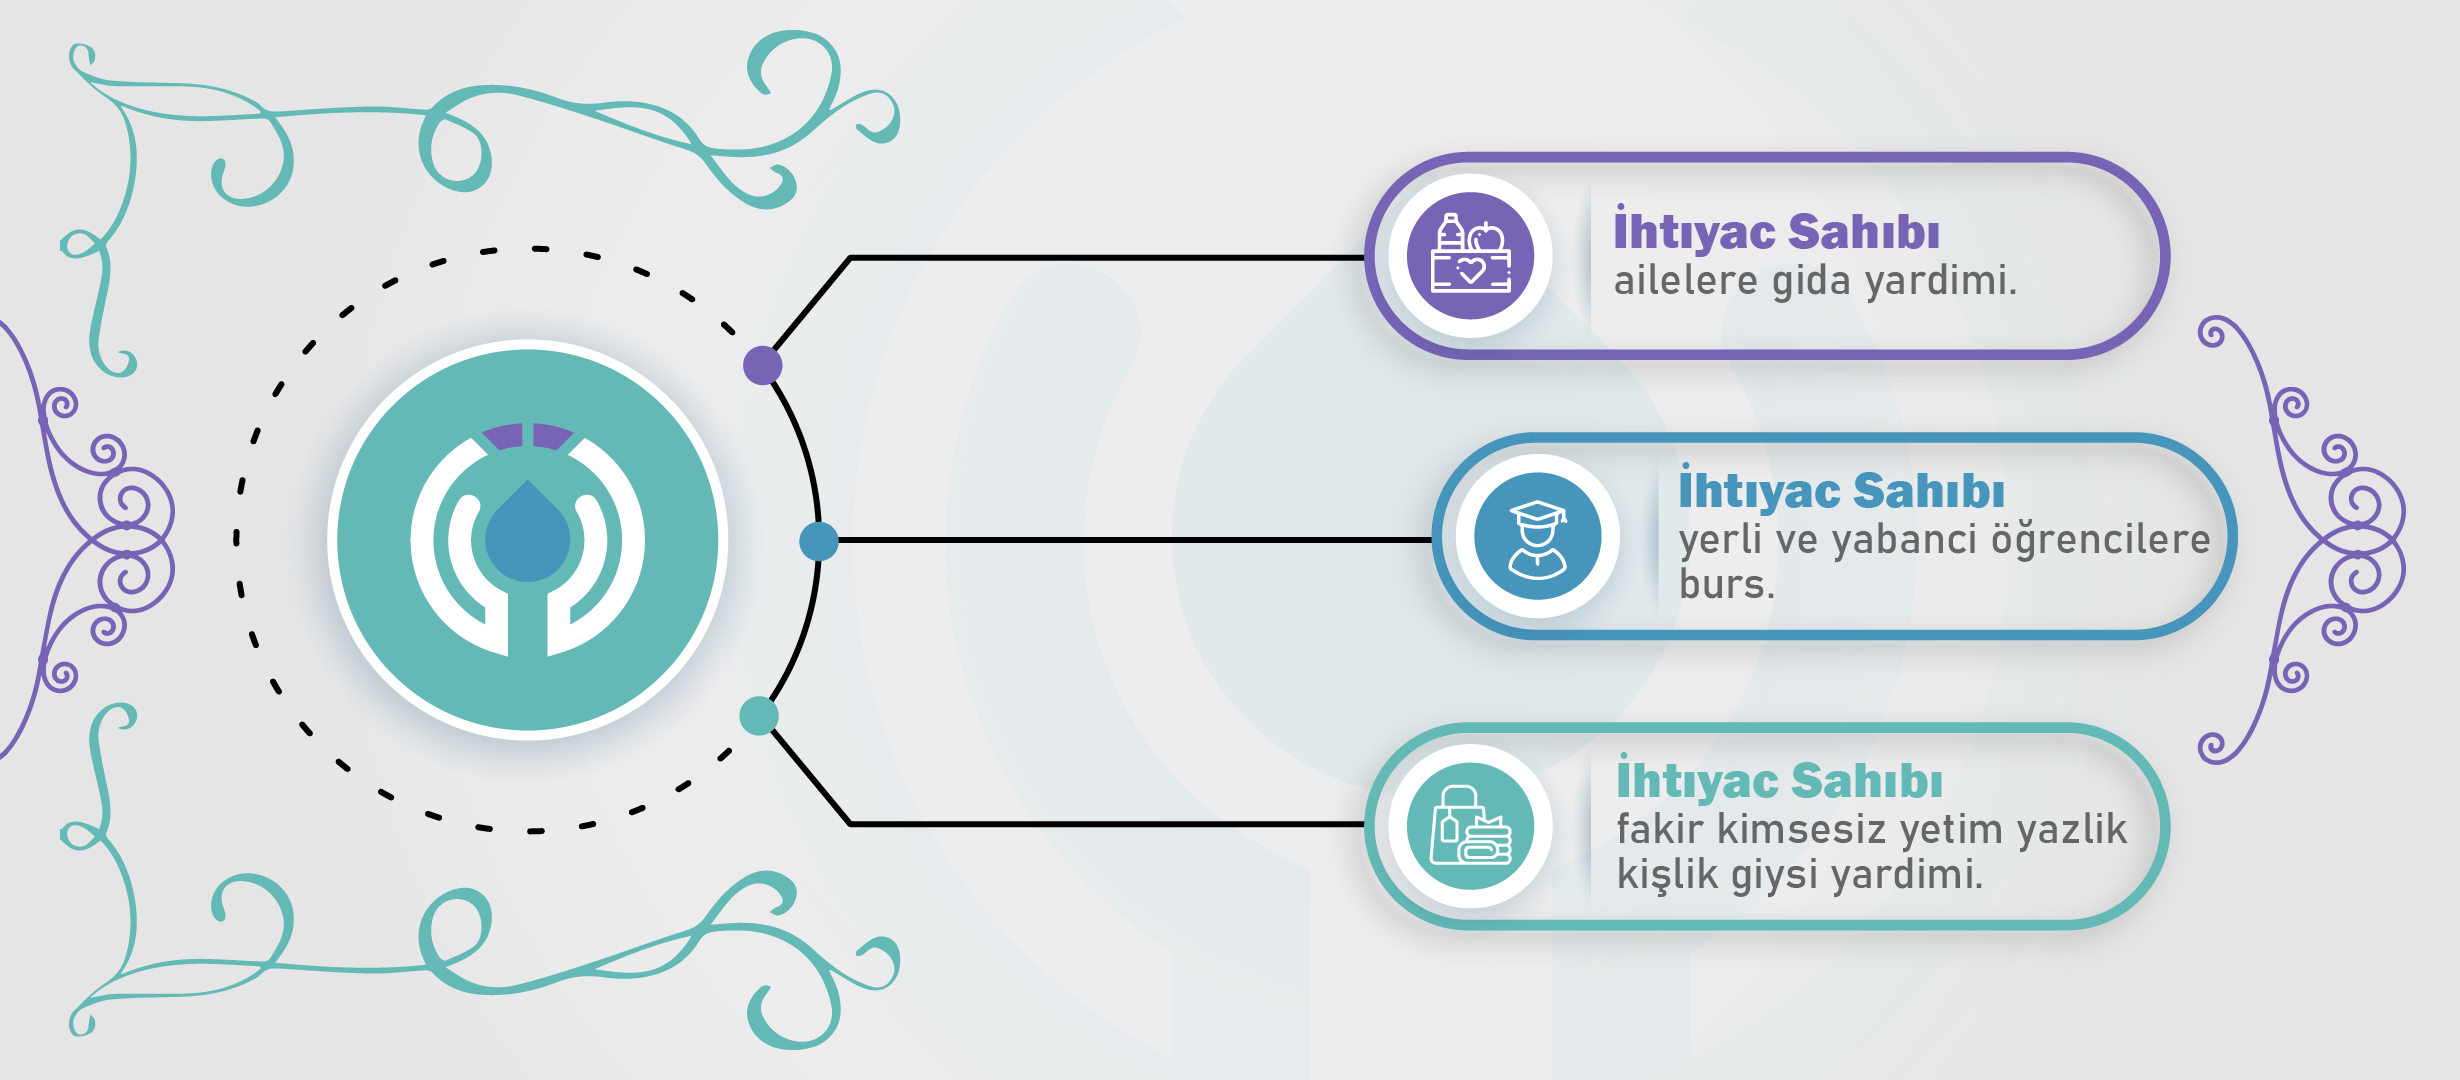 İhtıyac Sahıbı
ailelere gida yardimi.
İhtıyac Sahıbı
yerli ve yabanci öğrencilere
burs.
İhtıyac Sahıbı
fakir kimsesiz yetim yazlik
kişlik giysi yardimi.